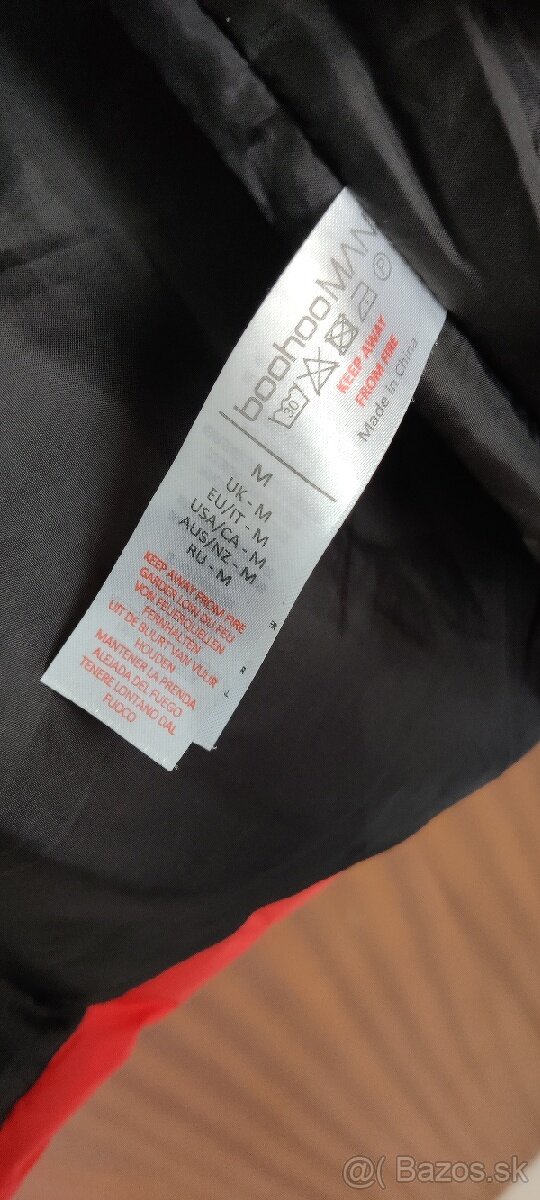 boohooMAN
30
P
KEEP AWAY
FROM FIRE
Made in China
M
UK - M
EU/IT - M
USA/CA - M
AUS/NZ - M
RU - M
KEEP AWAY FROM FIRE
GARDER LOIN DU FEU
VON FEUERQUELLEN
FERNHALTEN
UIT DE BUURT VAN VUUR
HOUDEN
MANTENER LA PRENDA
ALEJADA DEL FUEGO
TENERE LONTANO DAL
FUOCO
@( Bazos.sk